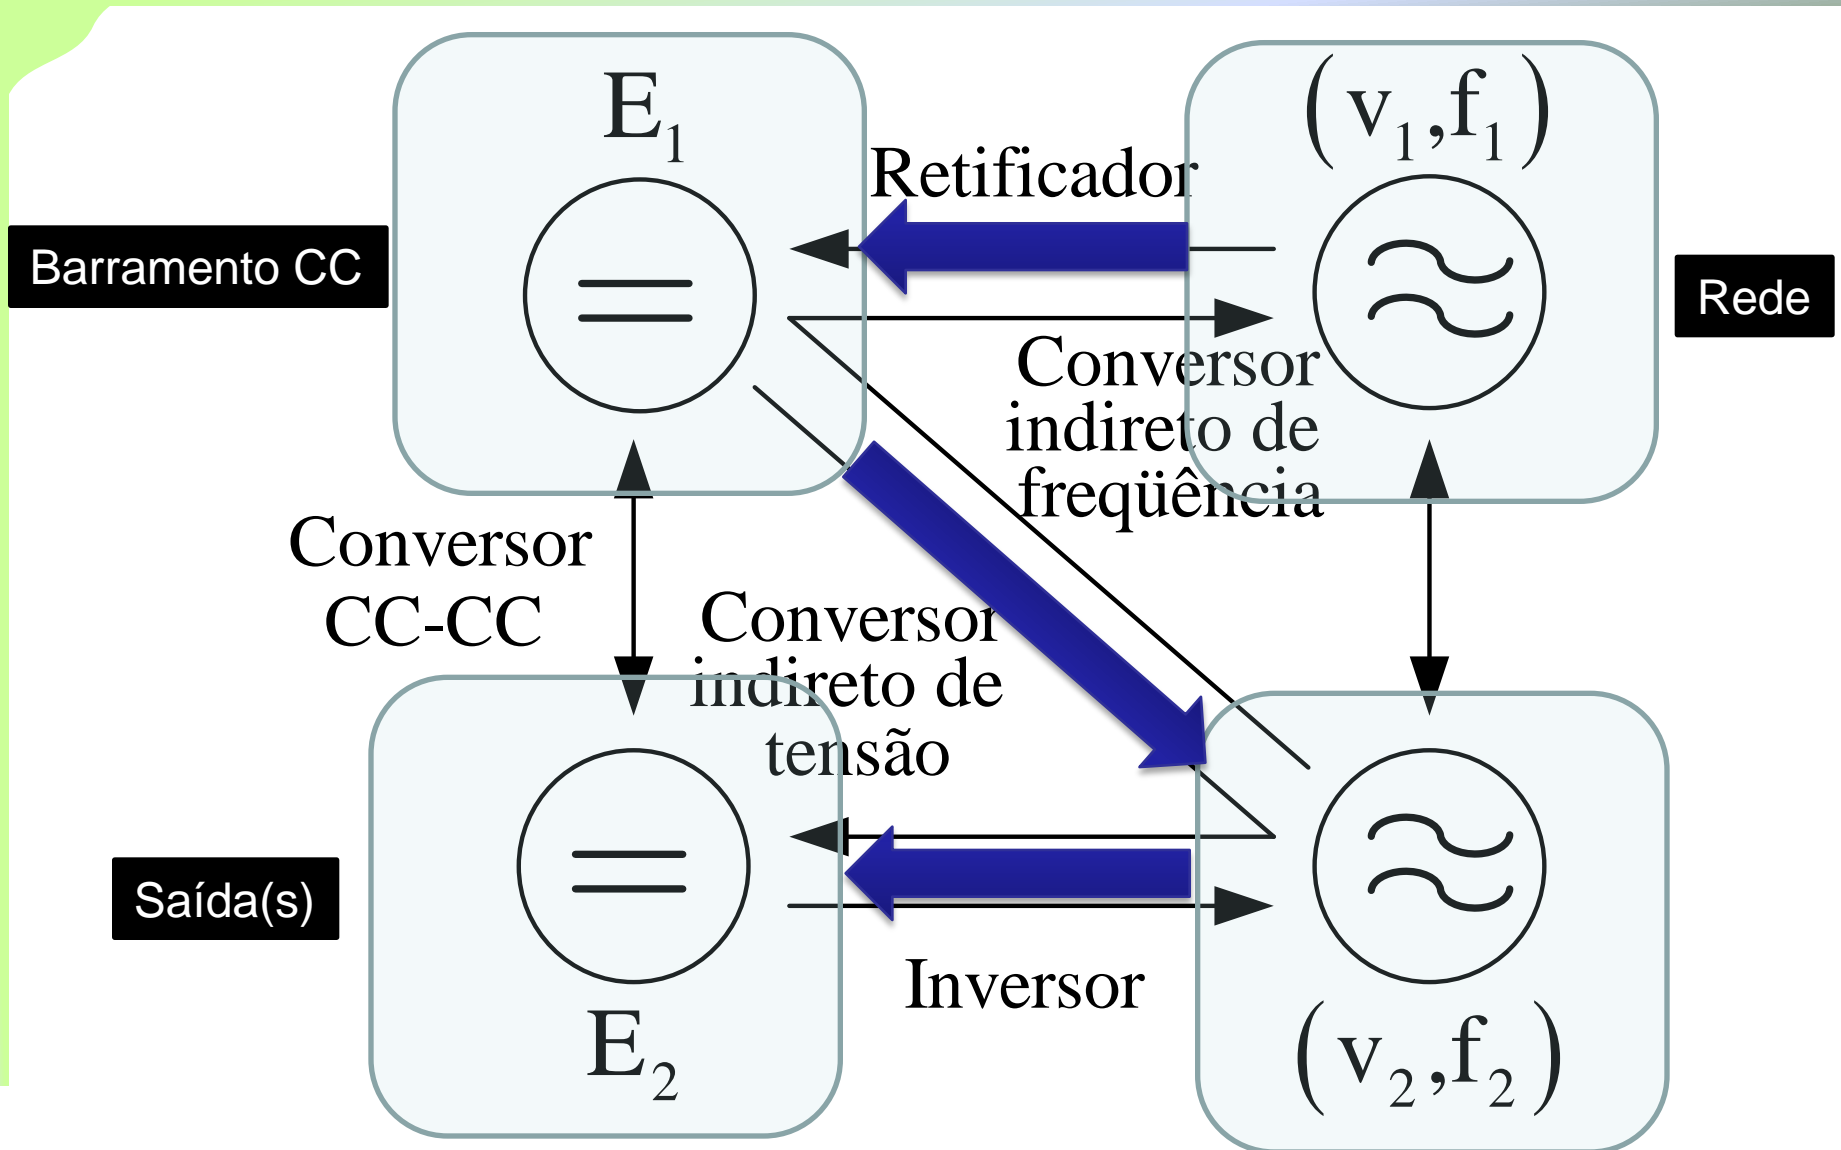 E₁
(v₁,f₁)
Retificador
Barramento CC
Rede
Conversor
indireto de
freqüência
Conversor
CC-CC
Conversor
indireto de
tensão
Saída(s)
Inversor
E₂
(v₂,f₂)